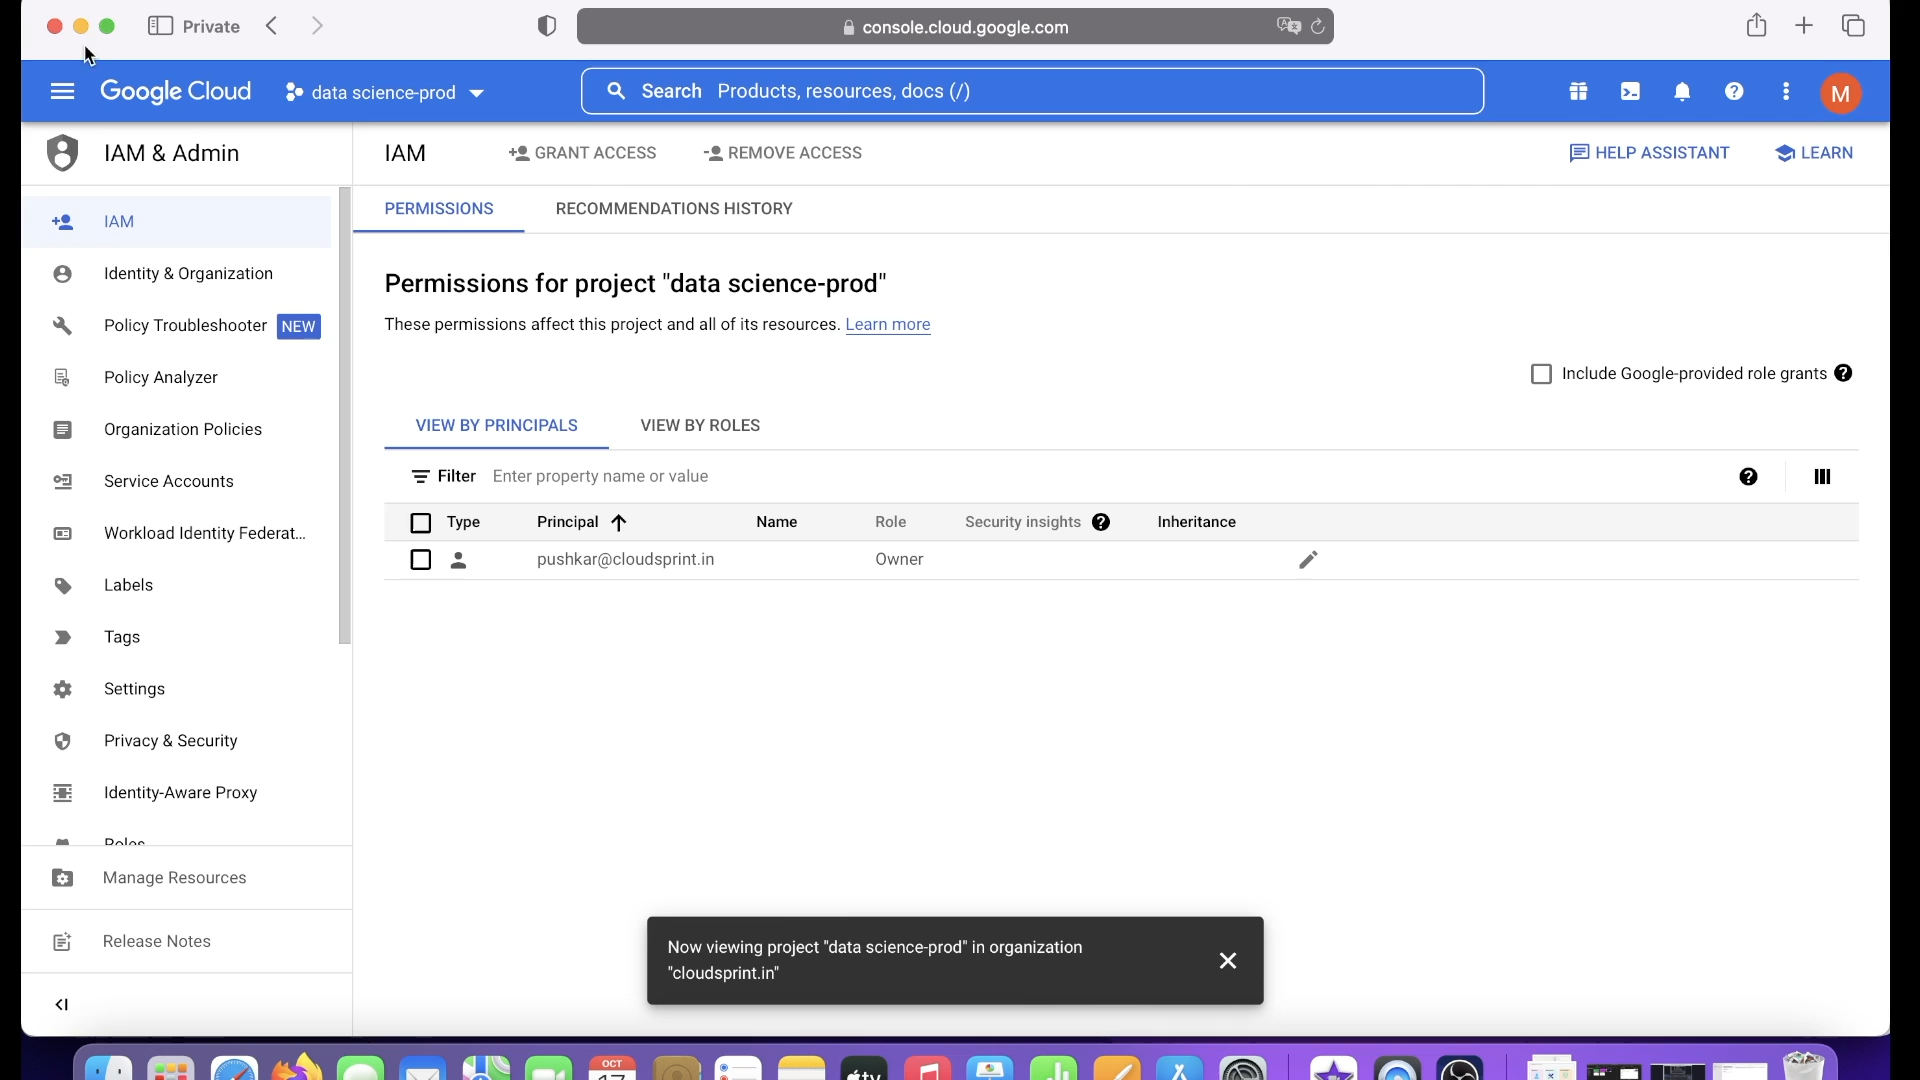 Private
console.cloud.google.com
Google Cloud
data science-prod
Search Products, resources, docs (/)
M
IAM & Admin
IAM
GRANT ACCESS
REMOVE ACCESS
HELP ASSISTANT
LEARN
IAM
Identity & Organization
Policy Troubleshooter NEW
Policy Analyzer
Organization Policies
Service Accounts
Workload Identity Federat...
Labels
Tags
Settings
Privacy & Security
Identity-Aware Proxy
Roles
Manage Resources
Release Notes
PERMISSIONS
RECOMMENDATIONS HISTORY
Permissions for project "data science-prod"
These permissions affect this project and all of its resources. Learn more
Include Google-provided role grants
VIEW BY PRINCIPALS
VIEW BY ROLES
Filter Enter property name or value
Type Principal Name Role Security insights Inheritance
pushkar@cloudsprint.in Owner
Now viewing project "data science-prod" in organization
"cloudsprint.in"
OCT
17
tv